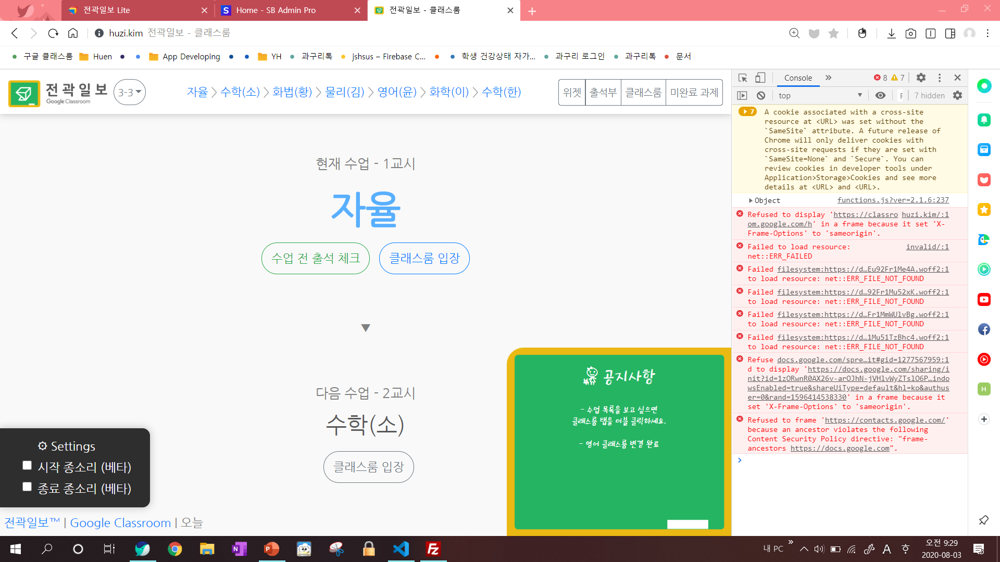 전곽일보 Lite
Home - SB Admin Pro
전곽일보 - 클래스룸
huzi.kim 전곽일보 - 클래스룸
구글 클래스룸
Huen
App Developing
YH
과구리톡
jshsus – Firebase C...
학생 건강상태 자가...
과구리 로그인
과구리톡
문서
전곽일보
Google Classroom
3-3
자율 > 수학(소) > 화법(황) > 물리(김) > 영어(윤) > 화학(이) > 수학(한)
위젯
출석부
클래스룸
미완료 과제
현재 수업 - 1교시
자율
수업 전 출석 체크
클래스룸 입장
▼
다음 수업 - 2교시
수학(소)
클래스룸 입장
공지사항
- 수업 목록을 보고 싶으면
클래스룸 탭을 더블 클릭하세요.
- 영어 클래스룸 변경 완료
Settings
시작 종소리 (베타)
종료 종소리 (베타)
전곽일보™ | Google Classroom | 오늘
Console
8
7
top
7 hidden
7
A cookie associated with a cross-site
resource at <URL> was set without the
`SameSite` attribute. A future release of
Chrome will only deliver cookies with
cross-site requests if they are set with
`SameSite=None` and `Secure`. You can
review cookies in developer tools under
Application>Storage>Cookies and see more
details at <URL> and <URL>.
Object functions.js?ver=2.1.6:237
Refused to display 'https://classro huzi.kim/:1
om.google.com/h' in a frame because it set 'X-
Frame-Options' to 'sameorigin'.
Failed to load resource: invalid/:1
net::ERR_FAILED
Failed filesystem:https://d…Eu92Fr1Me4A.woff2:1
to load resource: net::ERR_FILE_NOT_FOUND
Failed filesystem:https://d…92Fr1Mu52xK.woff2:1
to load resource: net::ERR_FILE_NOT_FOUND
Failed filesystem:https://d…Fr1MmWUlvBg.woff2:1
to load resource: net::ERR_FILE_NOT_FOUND
Failed filesystem:https://d…1Mu51TzBhc4.woff2:1
to load resource: net::ERR_FILE_NOT_FOUND
Refuse docs.google.com/spre…it#gid=1277567959:1
d to display 'https://docs.google.com/sharing/i
nit?id=1zORwnR0AX26v-arOJhN-jVHlvWyZTslO6P…indo
wsEnabled=true&shareUiType=default&hl=ko&authus
er=0&rand=1596414538330' in a frame because it
set 'X-Frame-Options' to 'sameorigin'.
Refused to frame 'https://contacts.google.com/'
because an ancestor violates the following
Content Security Policy directive: "frame-
ancestors https://docs.google.com".
H
내 PC
A
오전 9:29
2020-08-03